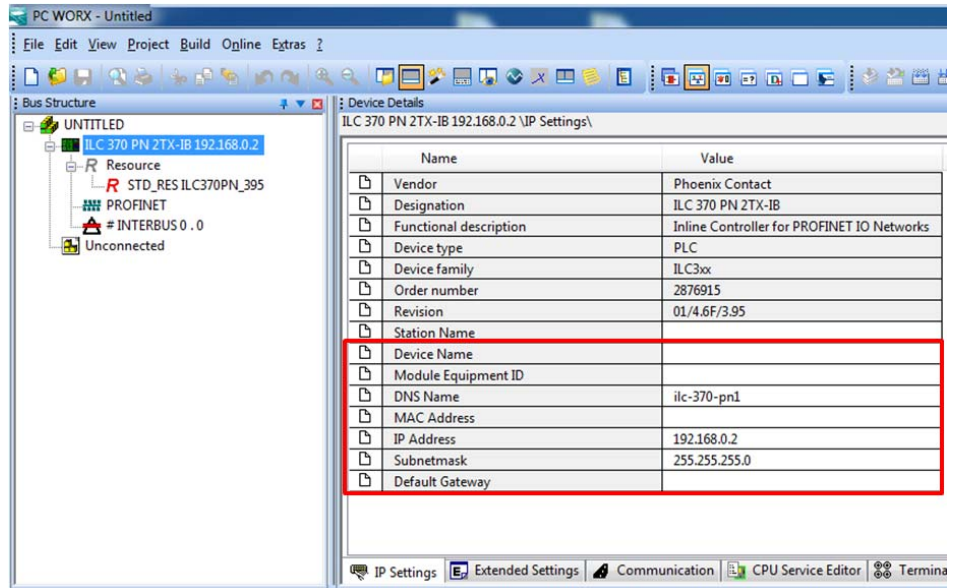 PC WORX - Untitled
File Edit View Project Build Online Extras ?
Bus Structure
UNTITLED
ILC 370 PN 2TX-IB 192.168.0.2
R Resource
R STD_RES ILC370PN_395
PROFINET
# INTERBUS 0 . 0
Unconnected
Device Details
ILC 370 PN 2TX-IB 192.168.0.2 \IP Settings\
Name Value
Vendor Phoenix Contact
Designation ILC 370 PN 2TX-IB
Functional description Inline Controller for PROFINET IO Networks
Device type PLC
Device family ILC3xx
Order number 2876915
Revision 01/4.6F/3.95
Station Name
Device Name
Module Equipment ID
DNS Name ilc-370-pn1
MAC Address
IP Address 192.168.0.2
Subnetmask 255.255.255.0
Default Gateway
IP Settings Extended Settings Communication CPU Service Editor Termina